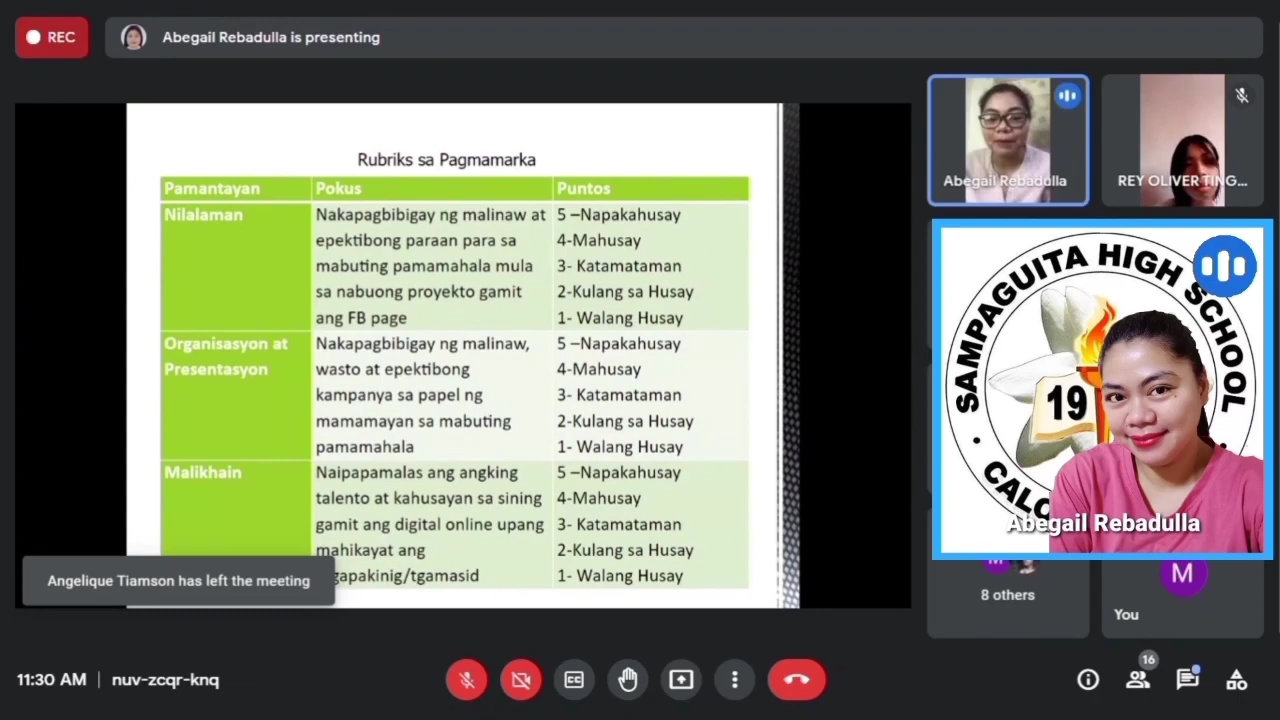 REC
Abegail Rebadulla is presenting
Rubriks sa Pagmamarka
Pamantayan
Pokus
Puntos
Nilalaman
Nakapagbibigay ng malinaw at
epektibong paraan para sa
mabuting pamamahala mula
sa nabuong proyekto gamit
ang FB page
5 –Napakahusay
4-Mahusay
3- Katamataman
2-Kulang sa Husay
1- Walang Husay
Organisasyon at
Presentasyon
Nakapagbibigay ng malinaw,
wasto at epektibong
kampanya sa papel ng
mamamayan sa mabuting
pamamahala
5 –Napakahusay
4-Mahusay
3- Katamataman
2-Kulang sa Husay
1- Walang Husay
Malikhain
Naipapamalas ang angking
talento at kahusayan sa sining
gamit ang digital online upang
mahikayat ang
gapakinig/tgamasid
5 –Napakahusay
4-Mahusay
3- Katamataman
2-Kulang sa Husay
1- Walang Husay
Angelique Tiamson has left the meeting
Abegail Rebadulla
REY OLIVER TING...
SAMPAGUITA HIGH SCHOOL
19
CALO
Abegail Rebadulla
M
8 others
M
You
11:30 AM | nuv-zcqr-knq
CC
16